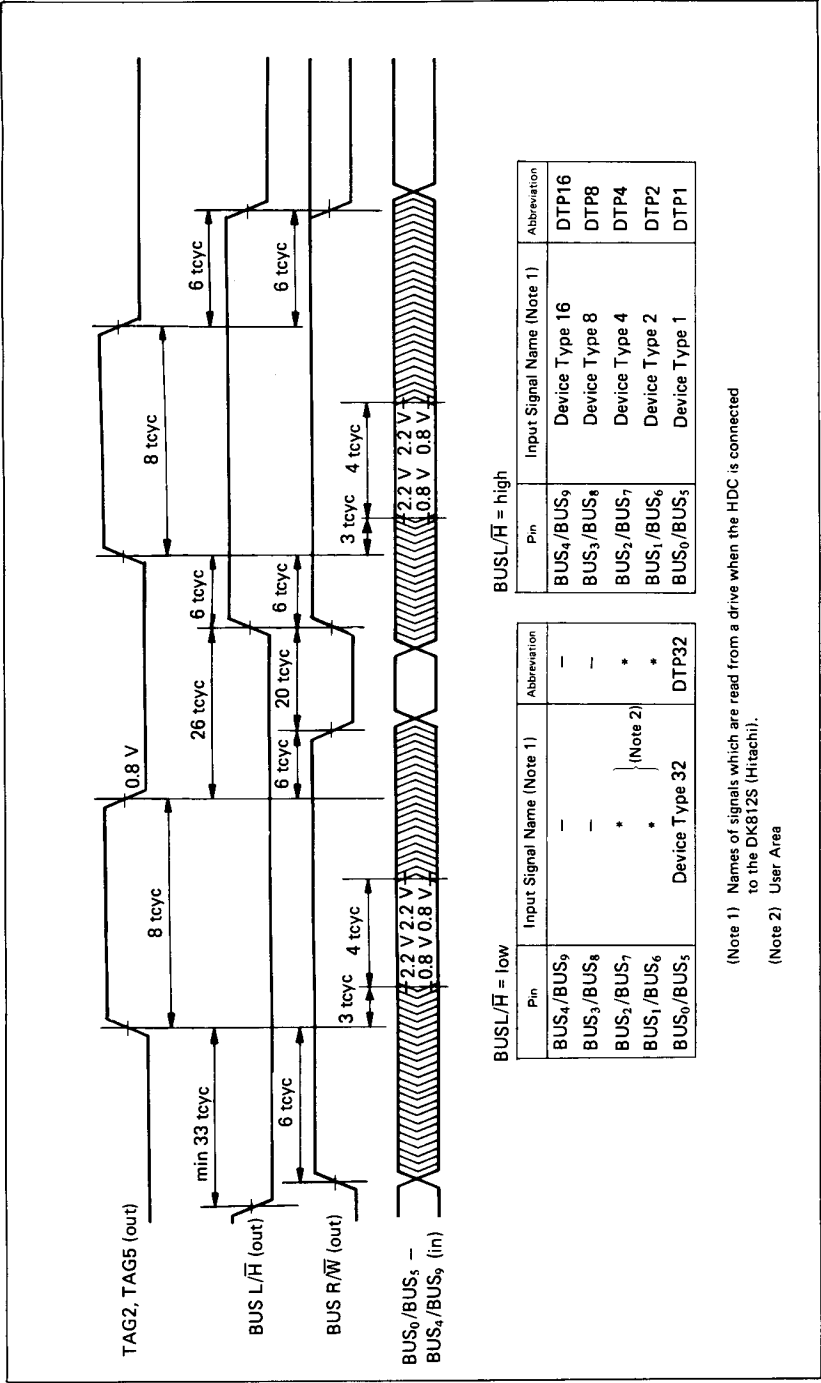 TAG2, TAG5 (out)
8 tcyc
0.8 V
8 tcyc
min 33 tcyc
26 tcyc
6 tcyc
6 tcyc
BUS L/H̅ (out)
6 tcyc
6 tcyc
20 tcyc
6 tcyc
6 tcyc
BUS R/W̅ (out)
3 tcyc
4 tcyc
3 tcyc
4 tcyc
BUS₀/BUS₅ –
BUS₄/BUS₉ (in)
2.2 V 2.2 V
0.8 V 0.8 V
2.2 V 2.2 V
0.8 V 0.8 V
BUSL/H̅ = low
Pin Input Signal Name (Note 1) Abbreviation
BUS₄/BUS₉ – –
BUS₃/BUS₈ – –
BUS₂/BUS₇ * *
(Note 2)
BUS₁/BUS₆ * *
BUS₀/BUS₅ Device Type 32 DTP32
BUSL/H̅ = high
Pin Input Signal Name (Note 1) Abbreviation
BUS₄/BUS₉ Device Type 16 DTP16
BUS₃/BUS₈ Device Type 8 DTP8
BUS₂/BUS₇ Device Type 4 DTP4
BUS₁/BUS₆ Device Type 2 DTP2
BUS₀/BUS₅ Device Type 1 DTP1
(Note 1) Names of signals which are read from a drive when the HDC is connected
to the DK812S (Hitachi).
(Note 2) User Area